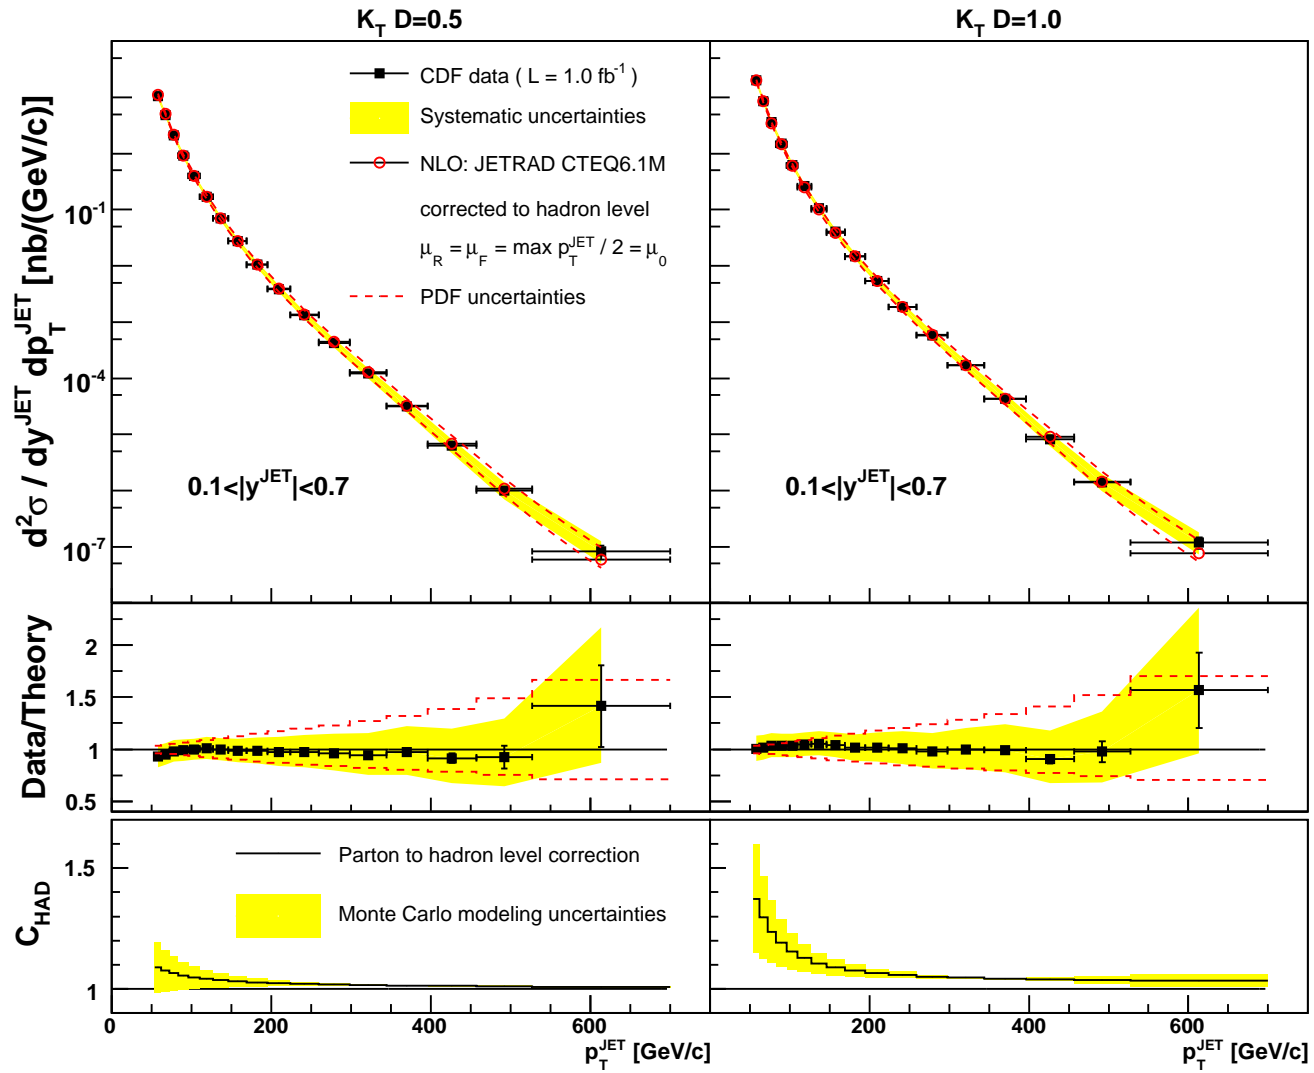 K_T D=0.5
K_T D=1.0
CDF data ( L = 1.0 fb^-1 )
Systematic uncertainties
NLO: JETRAD CTEQ6.1M
corrected to hadron level
μ_R = μ_F = max p_T^JET / 2 = μ_0
PDF uncertainties
d²σ / dy^JET dp_T^JET [nb/(GeV/c)]
10^-1
10^-4
10^-7
0.1<|y^JET|<0.7
0.1<|y^JET|<0.7
Data/Theory
2
1.5
1
0.5
C_HAD
1.5
1
Parton to hadron level correction
Monte Carlo modeling uncertainties
0
200
400
600
200
400
600
p_T^JET [GeV/c]
p_T^JET [GeV/c]